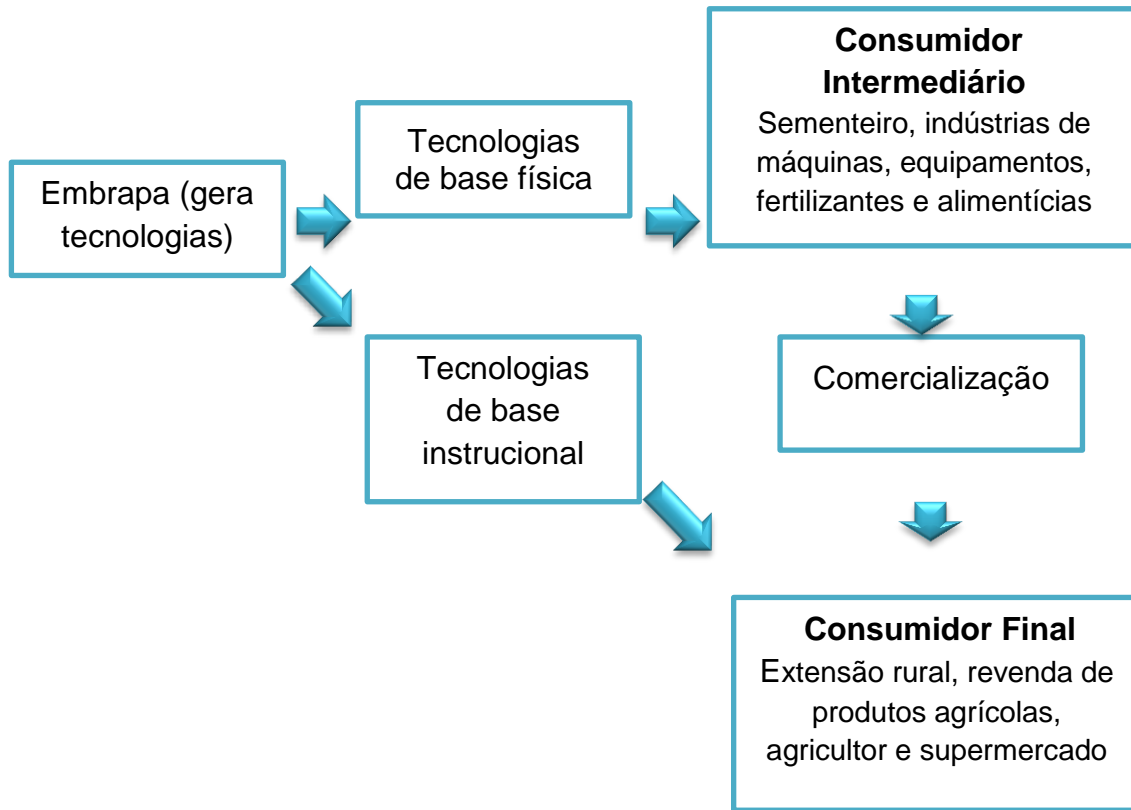 Embrapa (gera
tecnologias)
Tecnologias
de base física
Consumidor
Intermediário
Sementeiro, indústrias de
máquinas, equipamentos,
fertilizantes e alimentícias
Tecnologias
de base
instrucional
Comercialização
Consumidor Final
Extensão rural, revenda de
produtos agrícolas,
agricultor e supermercado